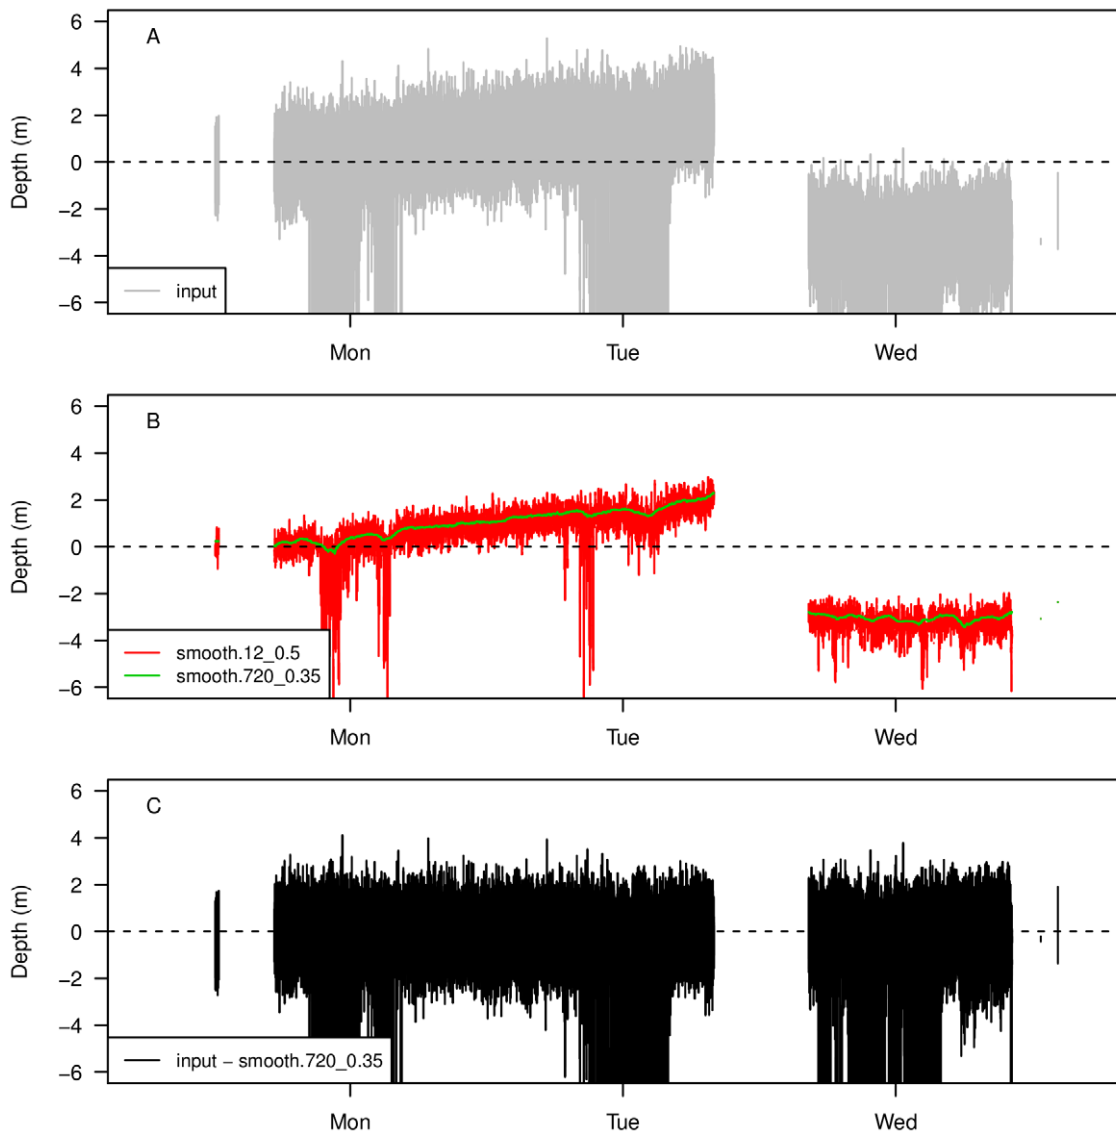 A
6
4
2
0
−2
−4
−6
Depth (m)
input
Mon Tue Wed
B
6
4
2
0
−2
−4
−6
Depth (m)
smooth.12_0.5
smooth.720_0.35
Mon Tue Wed
C
6
4
2
0
−2
−4
−6
Depth (m)
input − smooth.720_0.35
Mon Tue Wed